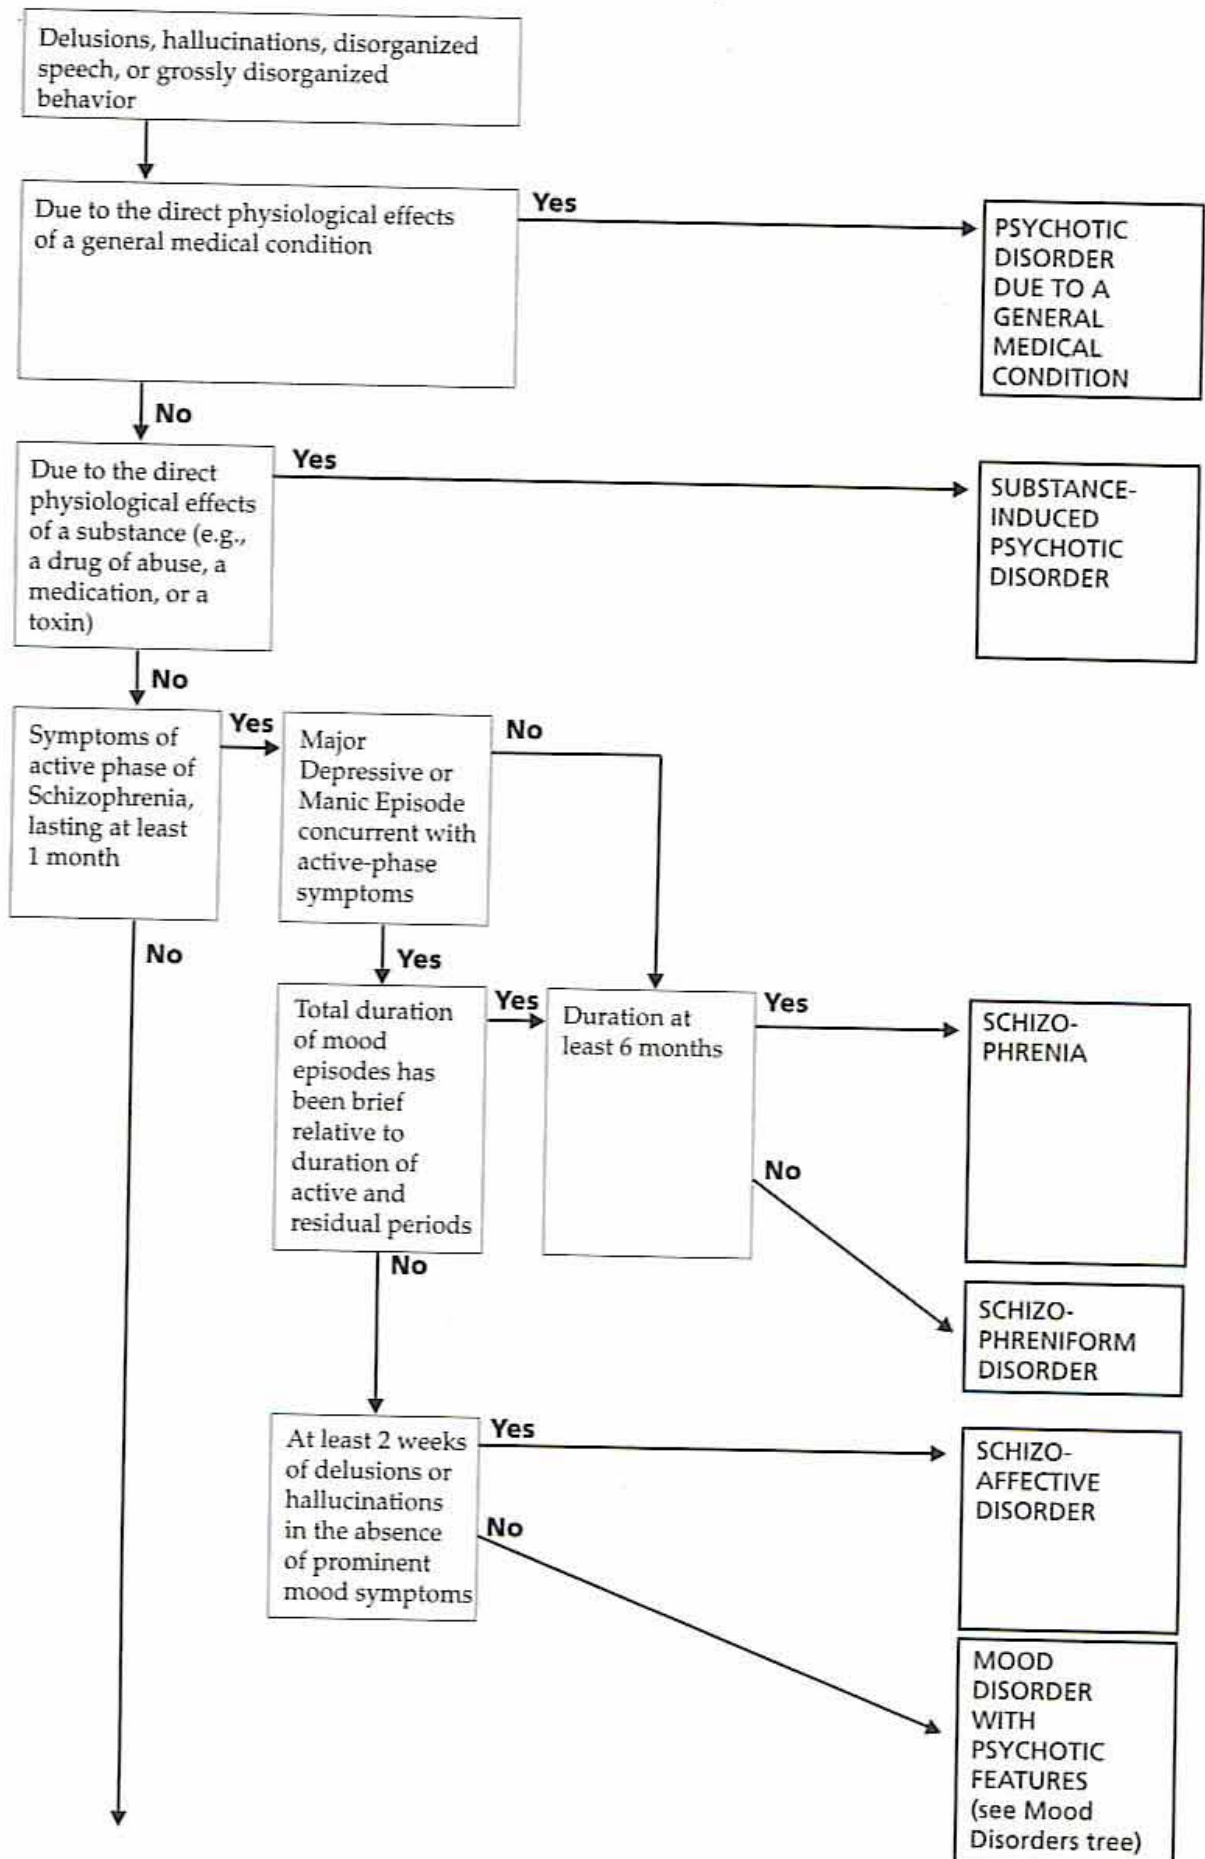 Delusions, hallucinations, disorganized
speech, or grossly disorganized
behavior
Due to the direct physiological effects
of a general medical condition
Yes
PSYCHOTIC
DISORDER
DUE TO A
GENERAL
MEDICAL
CONDITION
No
Due to the direct
physiological effects
of a substance (e.g.,
a drug of abuse, a
medication, or a
toxin)
Yes
SUBSTANCE-
INDUCED
PSYCHOTIC
DISORDER
No
Symptoms of
active phase of
Schizophrenia,
lasting at least
1 month
Yes
Major
Depressive or
Manic Episode
concurrent with
active-phase
symptoms
No
No
Yes
Total duration
of mood
episodes has
been brief
relative to
duration of
active and
residual periods
Yes
Duration at
least 6 months
Yes
SCHIZO-
PHRENIA
No
SCHIZO-
PHRENIFORM
DISORDER
No
At least 2 weeks
of delusions or
hallucinations
in the absence
of prominent
mood symptoms
Yes
SCHIZO-
AFFECTIVE
DISORDER
No
MOOD
DISORDER
WITH
PSYCHOTIC
FEATURES
(see Mood
Disorders tree)